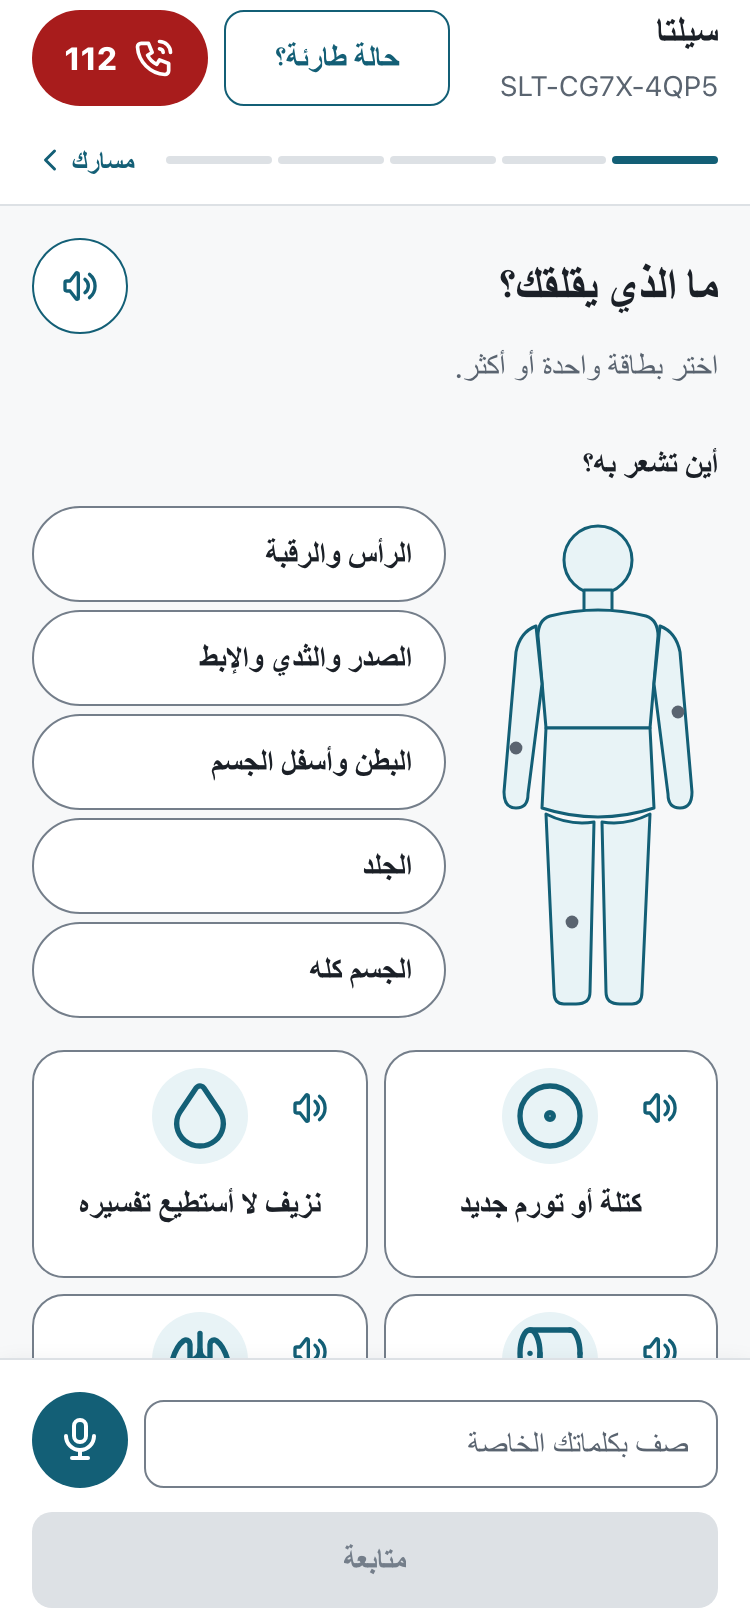 سيلتا
SLT-CG7X-4QP5
حالة طارئة؟
112
مسارك
ما الذي يقلقك؟
اختر بطاقة واحدة أو أكثر.
أين تشعر به؟
الرأس والرقبة
الصدر والثدي والإبط
البطن وأسفل الجسم
الجلد
الجسم كله
كتلة أو تورم جديد
نزيف لا أستطيع تفسيره
صف بكلماتك الخاصة
متابعة